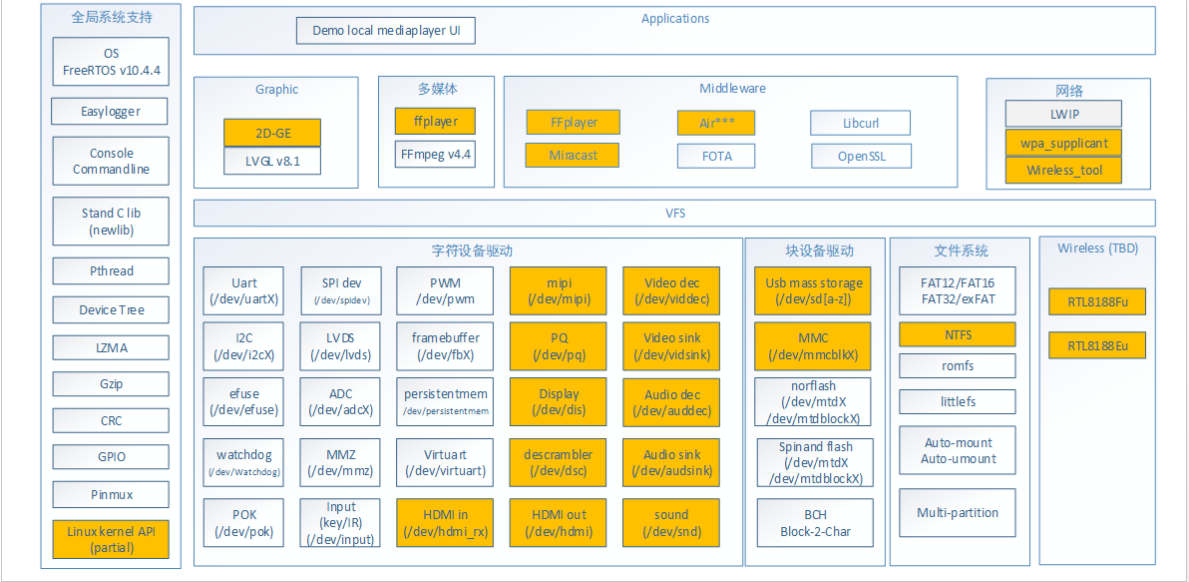 全局系统支持
OS
FreeRTOS v10.4.4
Easylogger
Console
Commandline
Stand C lib
(newlib)
Pthread
Device Tree
LZMA
Gzip
CRC
GPIO
Pinmux
Linux kernel API
(partial)
Applications
Demo local mediaplayer UI
Graphic
2D-GE
LVGL v8.1
多媒体
ffplayer
FFmpeg v4.4
Middleware
FFplayer
Air***
Libcurl
Miracast
FOTA
OpenSSL
网络
LWIP
wpa_supplicant
Wireless_tool
VFS
字符设备驱动
Uart
(/dev/uartX)
SPI dev
(/dev/spidev)
PWM
/dev/pwm
mipi
(/dev/mipi)
Video dec
(/dev/viddec)
I2C
(/dev/i2cX)
LVDS
(/dev/lvds)
framebuffer
(/dev/fbX)
PQ
(/dev/pq)
Video sink
(/dev/vidsink)
efuse
(/dev/efuse)
ADC
(/dev/adcX)
persistentmem
/dev/persistentmem
Display
(/dev/dis)
Audio dec
(/dev/auddec)
watchdog
(/dev/Watchdog)
MMZ
(/dev/mmz)
Virtuart
(/dev/virtuart)
descrambler
(/dev/dsc)
Audio sink
(/dev/audsink)
POK
(/dev/pok)
Input
(key/IR)
(/dev/input)
HDMI in
(/dev/hdmi_rx)
HDMI out
(/dev/hdmi)
sound
(/dev/snd)
块设备驱动
Usb mass storage
(/dev/sd[a-z])
MMC
(/dev/mmcblkX)
norflash
(/dev/mtdX
/dev/mtdblockX)
Spinand flash
(/dev/mtdX
/dev/mtdblockX)
BCH
Block-2-Char
文件系统
FAT12/FAT16
FAT32/exFAT
NTFS
romfs
littlefs
Auto-mount
Auto-umount
Multi-partition
Wireless (TBD)
RTL8188Fu
RTL8188Eu